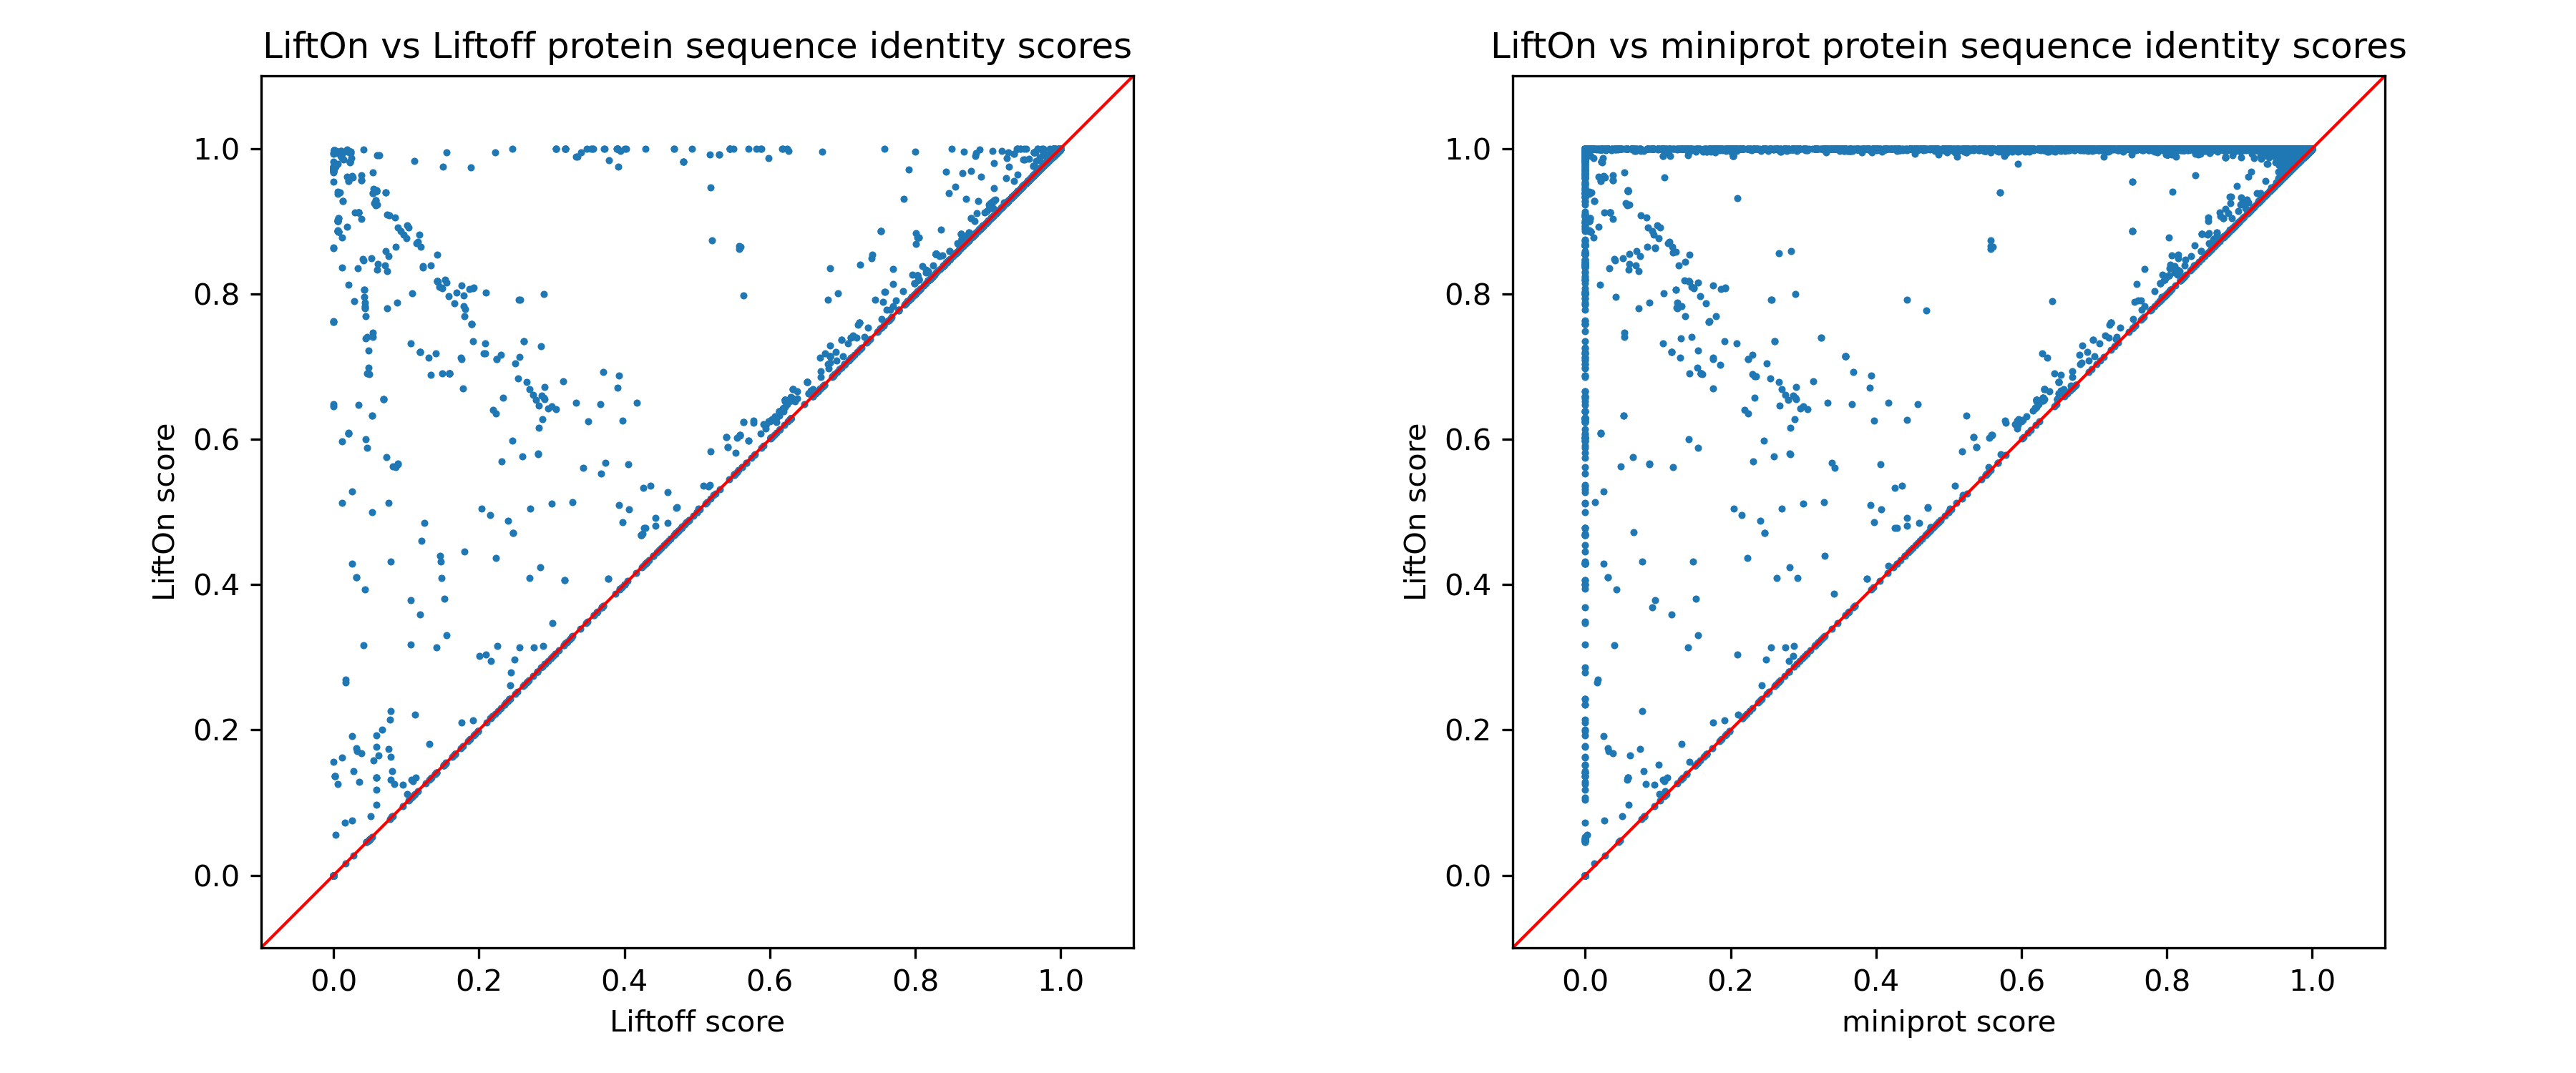 LiftOn vs Liftoff protein sequence identity scores
LiftOn score
1.0
0.8
0.6
0.4
0.2
0.0
0.0 0.2 0.4 0.6 0.8 1.0
Liftoff score
LiftOn vs miniprot protein sequence identity scores
LiftOn score
1.0
0.8
0.6
0.4
0.2
0.0
0.0 0.2 0.4 0.6 0.8 1.0
miniprot score